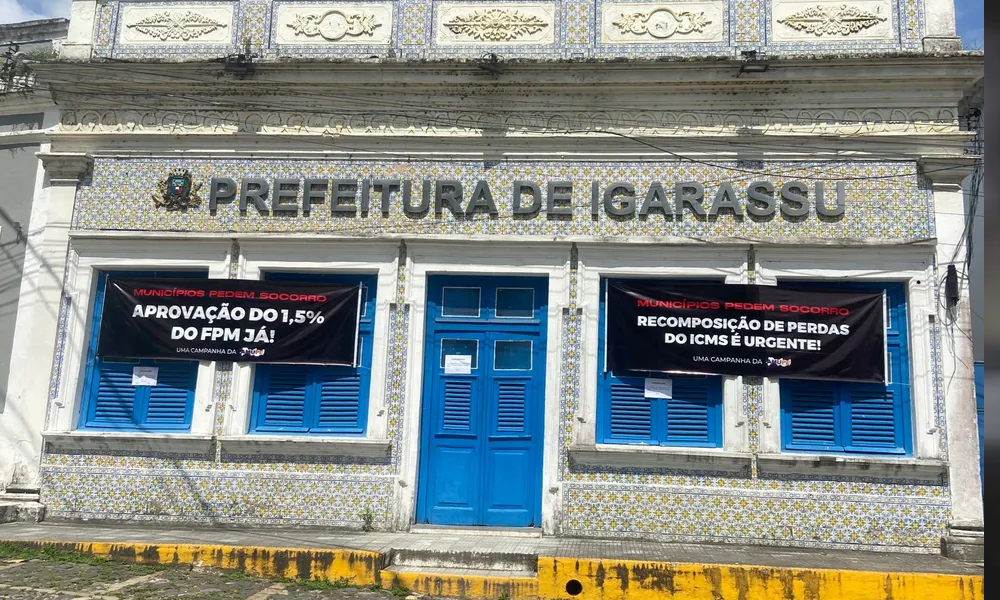 PREFEITURA DE IGARASSU
MUNICÍPIOS PEDEM SOCORRO
APROVAÇÃO DO 1,5%
DO FPM JÁ!
UMA CAMPANHA DA
MUNICÍPIOS PEDEM SOCORRO
RECOMPOSIÇÃO DE PERDAS
DO ICMS É URGENTE!
UMA CAMPANHA DA